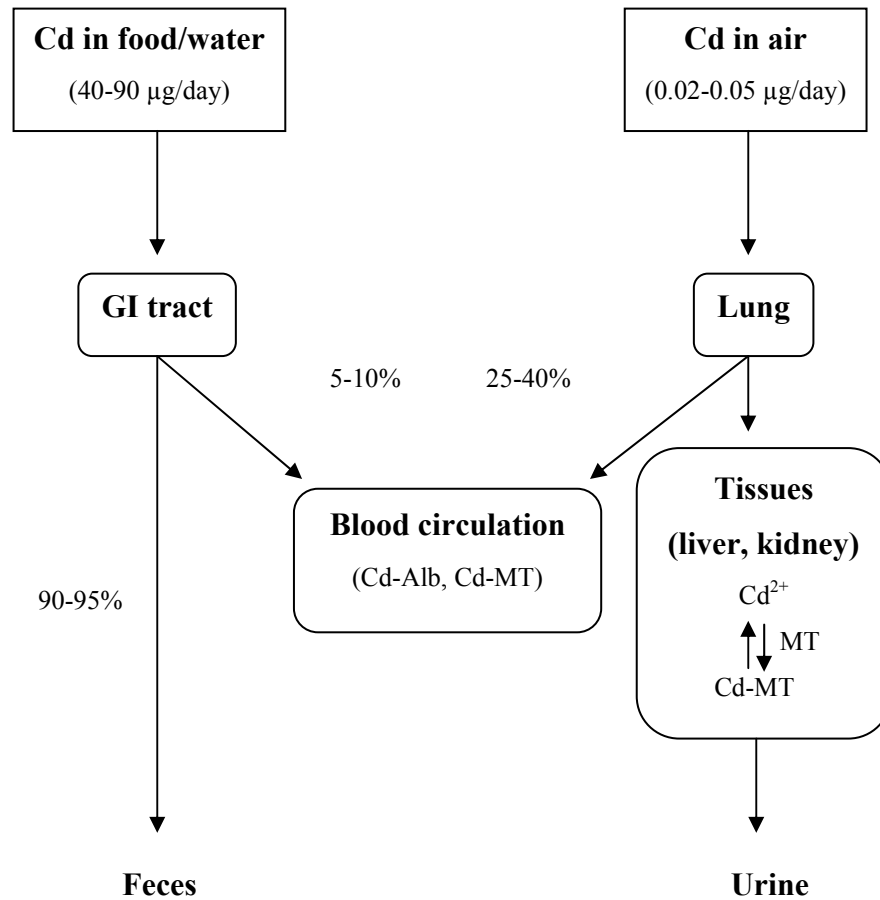 Cd in food/water
(40-90 µg/day)
Cd in air
(0.02-0.05 µg/day)
GI tract
Lung
5-10%
25-40%
Blood circulation
(Cd-Alb, Cd-MT)
Tissues
(liver, kidney)
Cd²⁺
MT
Cd-MT
90-95%
Feces
Urine